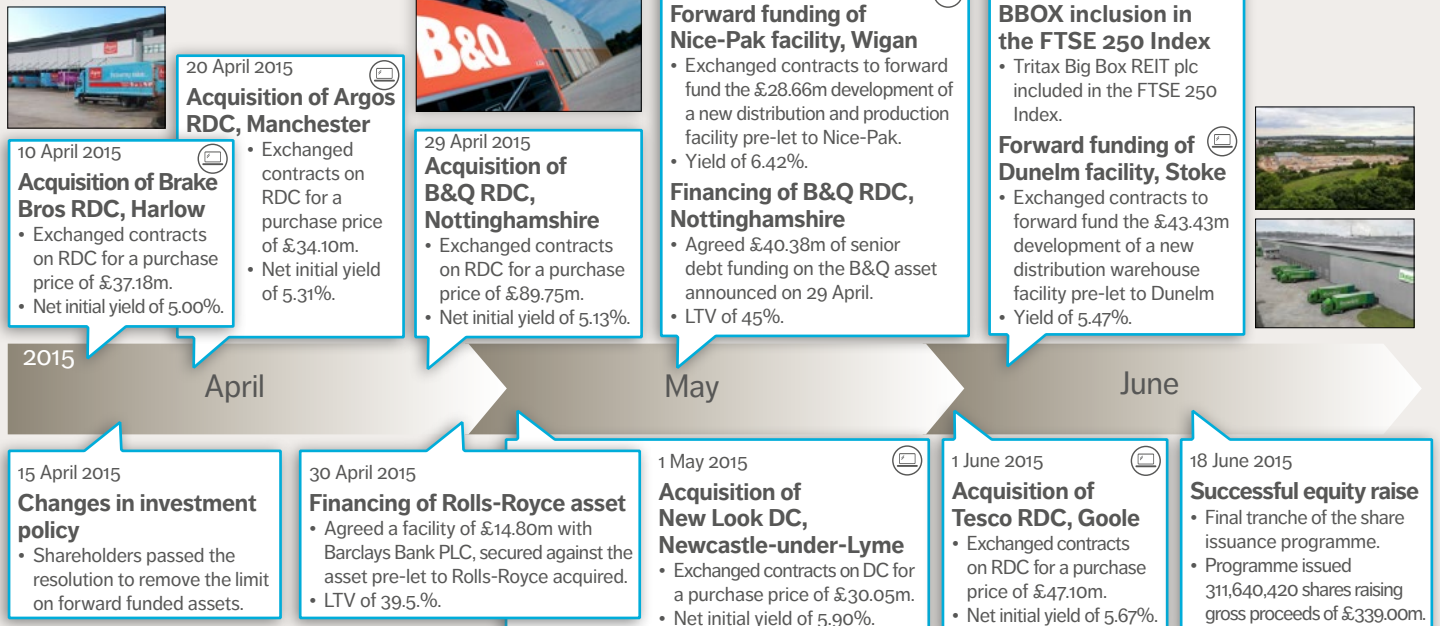 10 April 2015
Acquisition of Brake
Bros RDC, Harlow
• Exchanged contracts
on RDC for a purchase
price of £37.18m.
• Net initial yield of 5.00%.
20 April 2015
Acquisition of Argos
RDC, Manchester
• Exchanged
contracts on
RDC for a
purchase price
of £34.10m.
• Net initial yield
of 5.31%.
B&Q
29 April 2015
Acquisition of
B&Q RDC,
Nottinghamshire
• Exchanged contracts
on RDC for a purchase
price of £89.75m.
• Net initial yield of 5.13%.
Forward funding of
Nice-Pak facility, Wigan
• Exchanged contracts to forward
fund the £28.66m development of
a new distribution and production
facility pre-let to Nice-Pak.
• Yield of 6.42%.
Financing of B&Q RDC,
Nottinghamshire
• Agreed £40.38m of senior
debt funding on the B&Q asset
announced on 29 April.
• LTV of 45%.
BBOX inclusion in
the FTSE 250 Index
• Tritax Big Box REIT plc
included in the FTSE 250
Index.
Forward funding of
Dunelm facility, Stoke
• Exchanged contracts to
forward fund the £43.43m
development of a new
distribution warehouse
facility pre-let to Dunelm
• Yield of 5.47%.
2015
April
May
June
15 April 2015
Changes in investment
policy
• Shareholders passed the
resolution to remove the limit
on forward funded assets.
30 April 2015
Financing of Rolls-Royce asset
• Agreed a facility of £14.80m with
Barclays Bank PLC, secured against the
asset pre-let to Rolls-Royce acquired.
• LTV of 39.5.%.
1 May 2015
Acquisition of
New Look DC,
Newcastle-under-Lyme
• Exchanged contracts on DC for
a purchase price of £30.05m.
• Net initial yield of 5.90%.
1 June 2015
Acquisition of
Tesco RDC, Goole
• Exchanged contracts
on RDC for a purchase
price of £47.10m.
• Net initial yield of 5.67%.
18 June 2015
Successful equity raise
• Final tranche of the share
issuance programme.
• Programme issued
311,640,420 shares raising
gross proceeds of £339.00m.